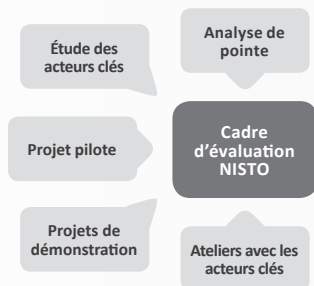 Étude des
acteurs clés
Analyse de
pointe
Projet pilote
Cadre
d'évaluation
NISTO
Projets de
démonstration
Ateliers avec les
acteurs clés